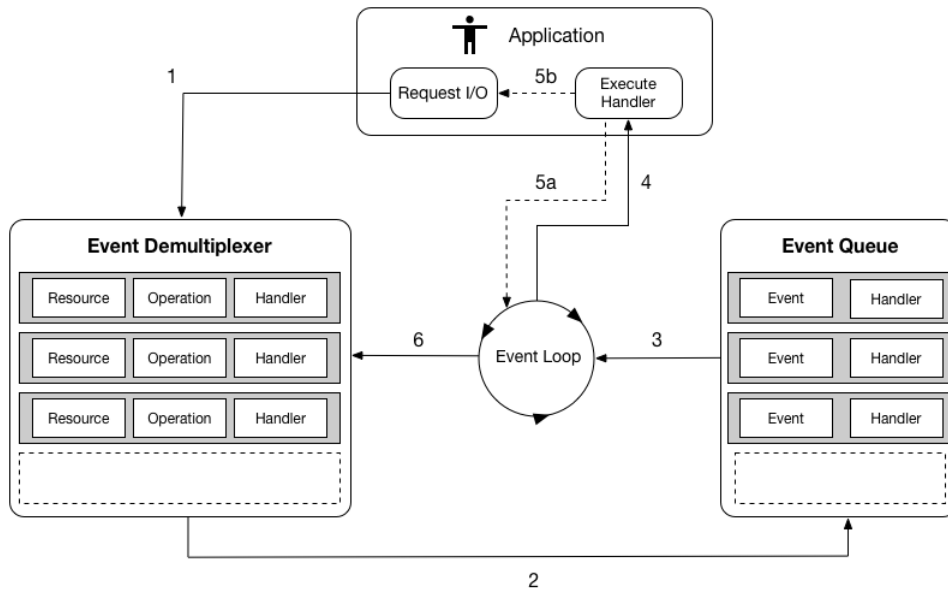 Application
1
Request I/O
5b
Execute
Handler
5a
4
Event Demultiplexer
Resource Operation Handler
Resource Operation Handler
Resource Operation Handler
6
Event Loop
3
Event Queue
Event Handler
Event Handler
Event Handler
2